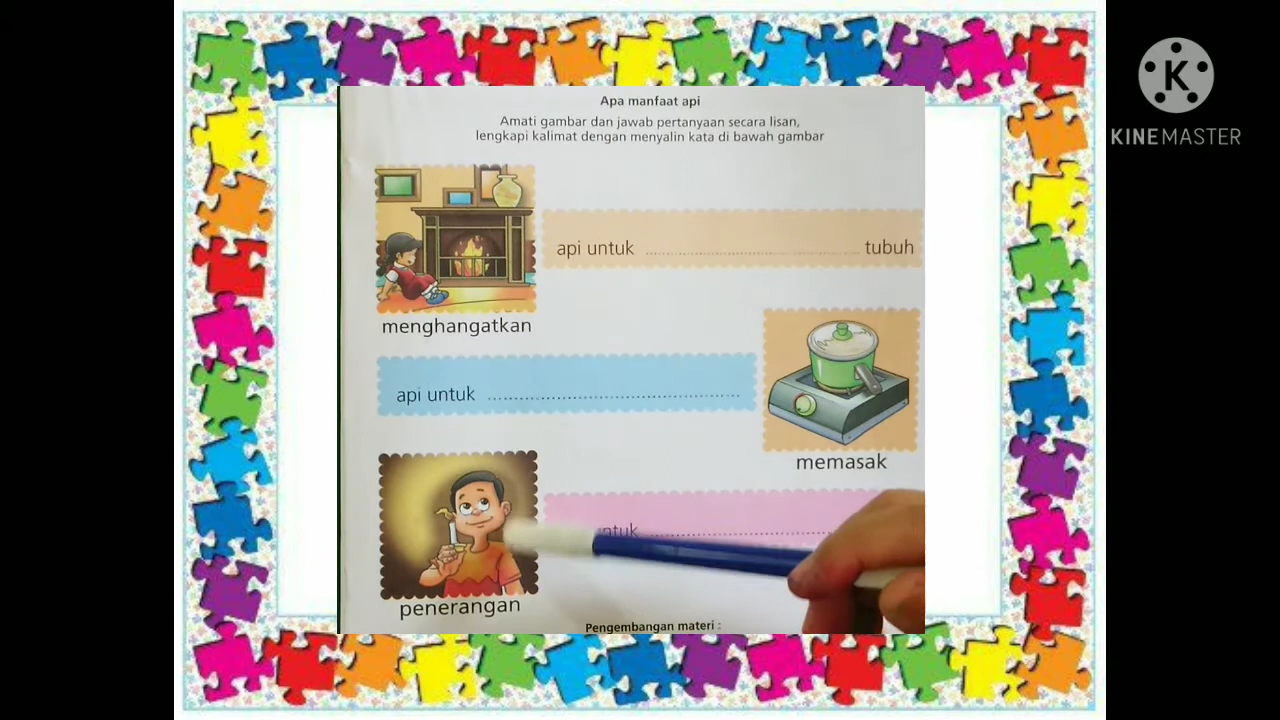 KINEMASTER
Apa manfaat api
Amati gambar dan jawab pertanyaan secara lisan,
lengkapi kalimat dengan menyalin kata di bawah gambar
api untuk ........................................ tubuh
menghangatkan
api untuk ........................................
memasak
ntuk ........................................
penerangan
Pengembangan materi :